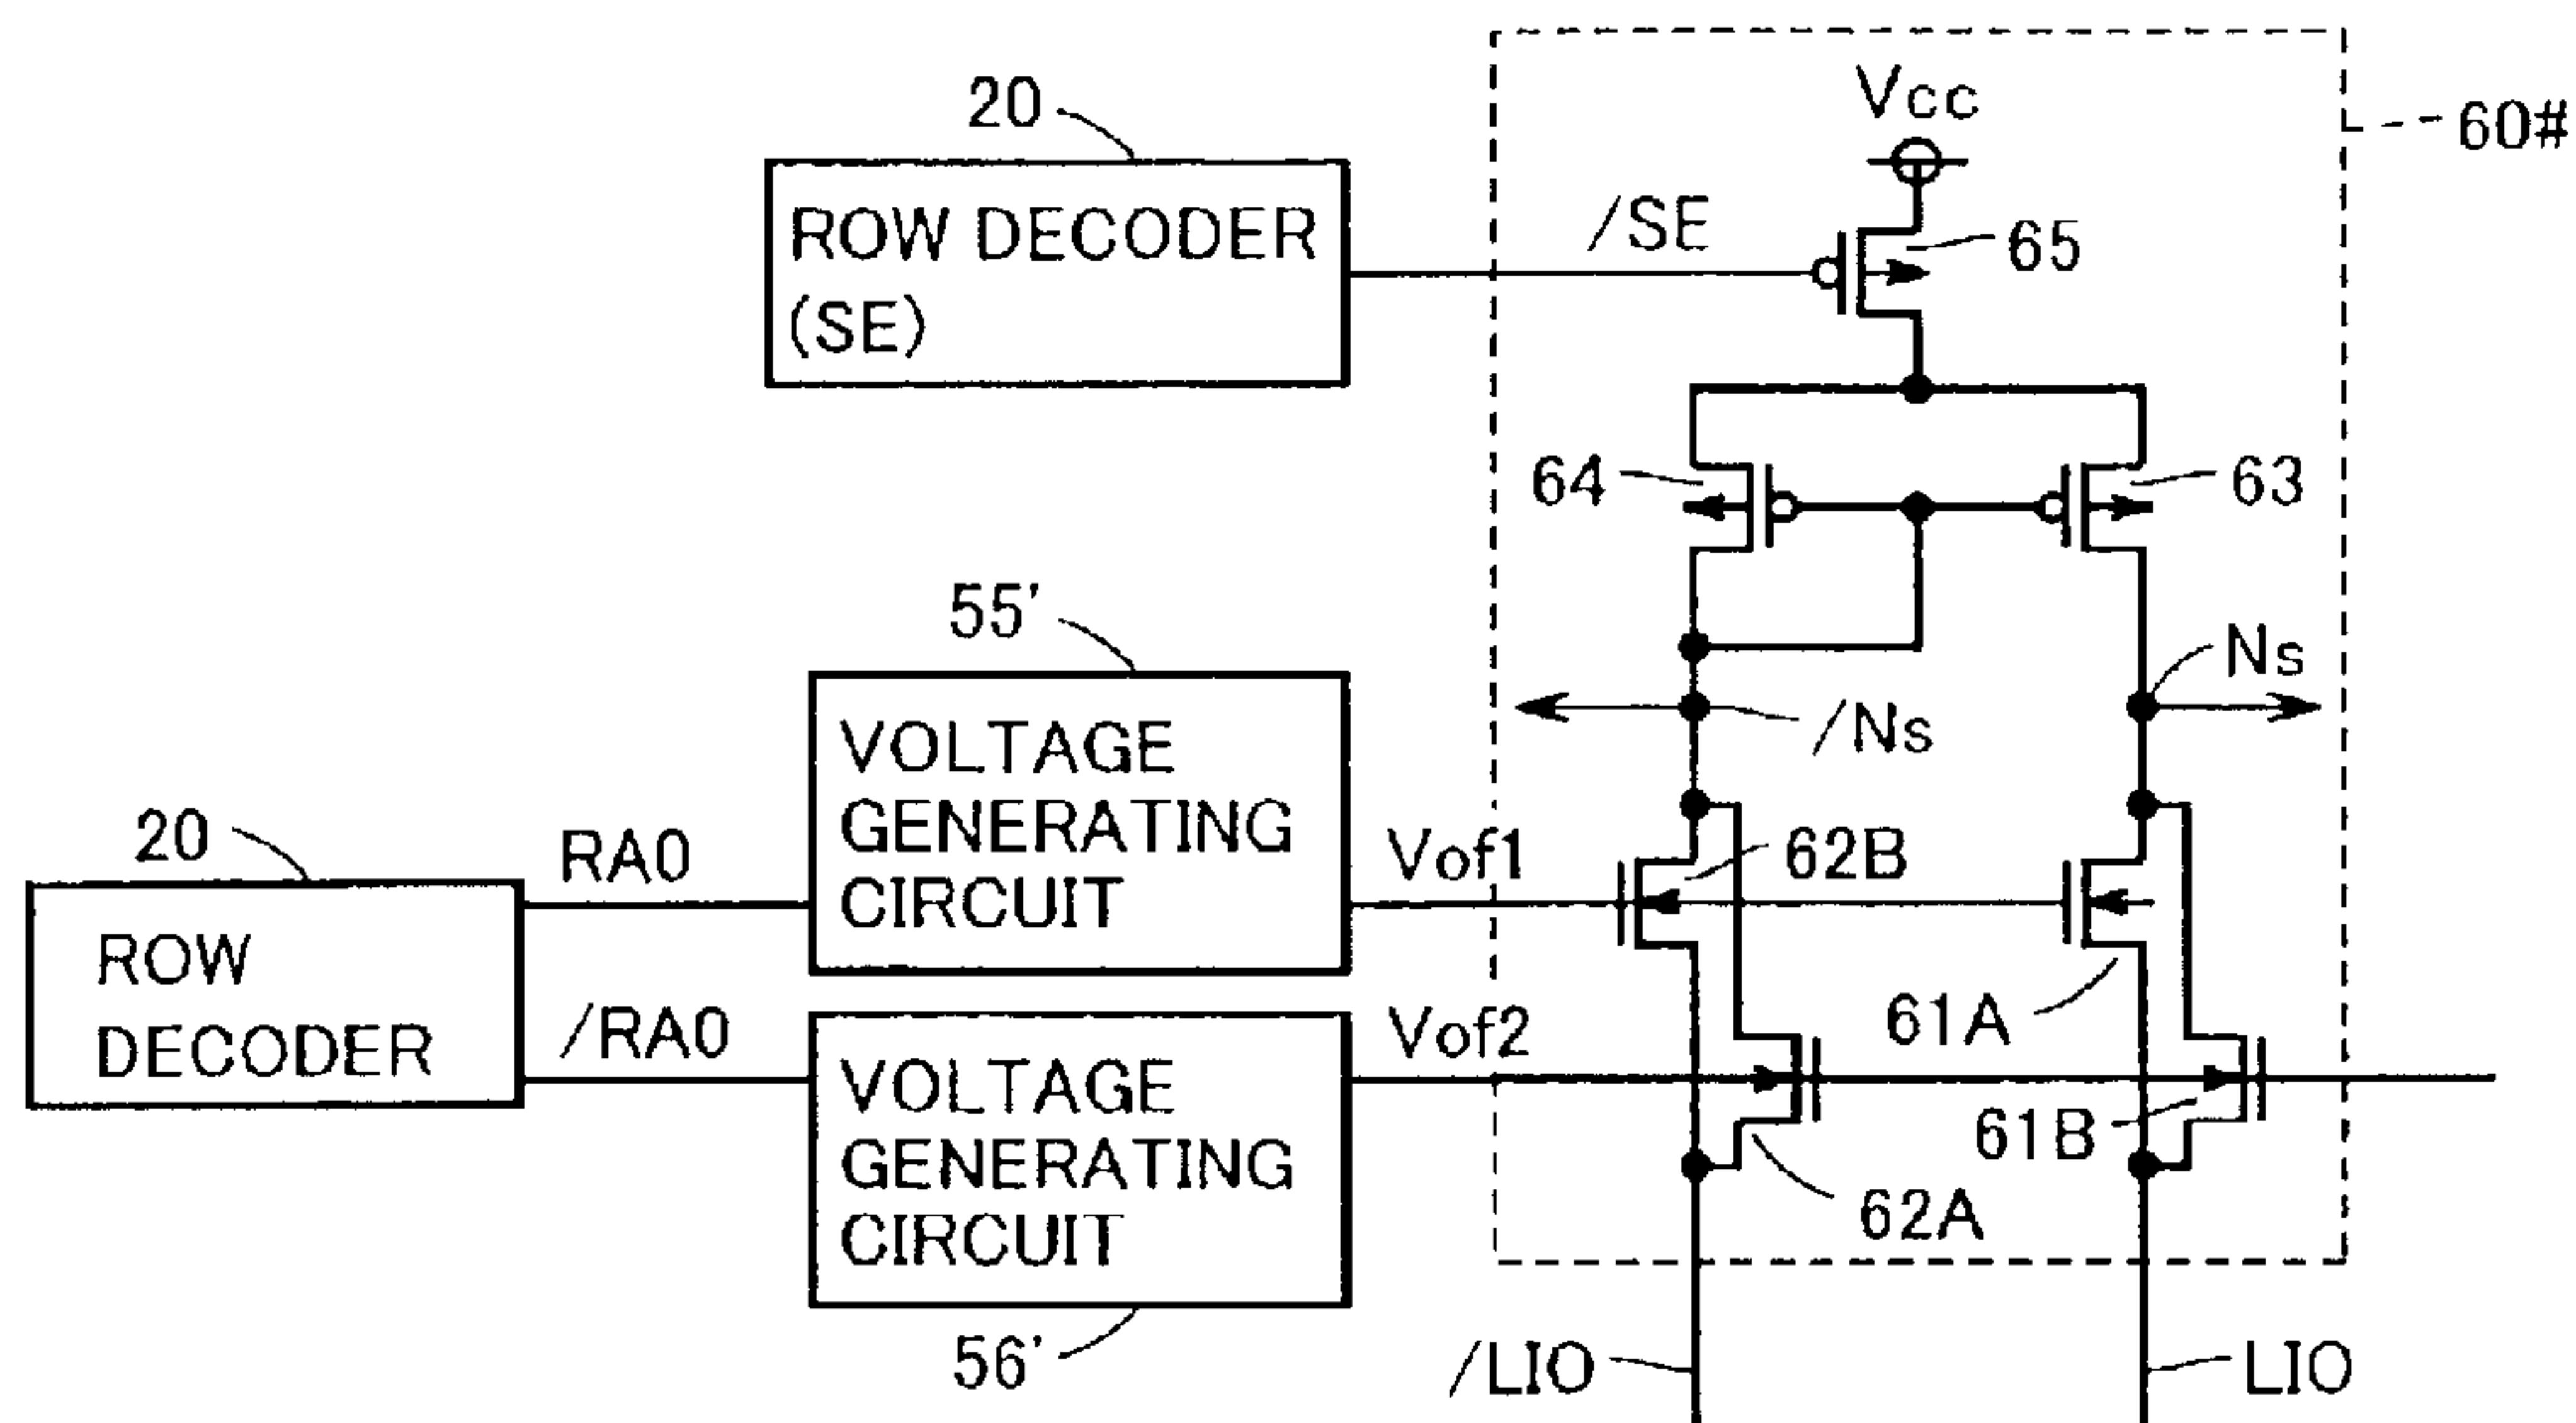 Vcc
60#
20
ROW DECODER
(SE)
/SE
65
64
63
55'
Ns
/Ns
VOLTAGE
GENERATING
CIRCUIT
20
RA0
Vof1
62B
ROW
DECODER
/RA0
Vof2
61A
VOLTAGE
GENERATING
CIRCUIT
61B
62A
56'
/LIO
LIO